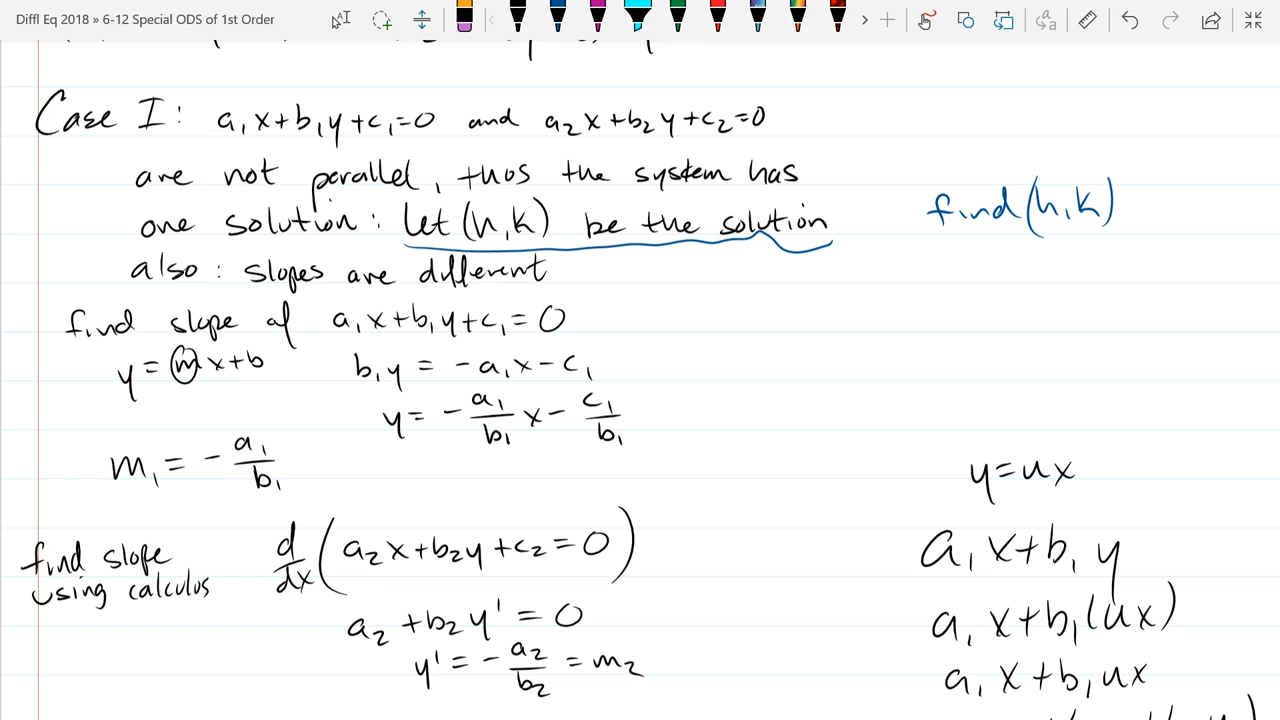 Diffl Eq 2018 » 6-12 Special ODS of 1st Order
Case I: a₁x+b₁y+c₁=0 and a₂x+b₂y+c₂=0
are not parallel, thus the system has
one solution: let (h,k) be the solution
find (h,k)
also: slopes are different
find slope of a₁x+b₁y+c₁=0
y=mx+b b₁y = -a₁x-c₁
y= -a₁/b₁ x - c₁/b₁
m₁ = -a₁/b₁
y=ux
find slope using calculus d/dx (a₂x+b₂y+c₂=0)
a₂+b₂y' = 0
y' = -a₂/b₂ = m₂
a₁x+b₁y
a₁x+b₁(ux)
a₁x+b₁ux